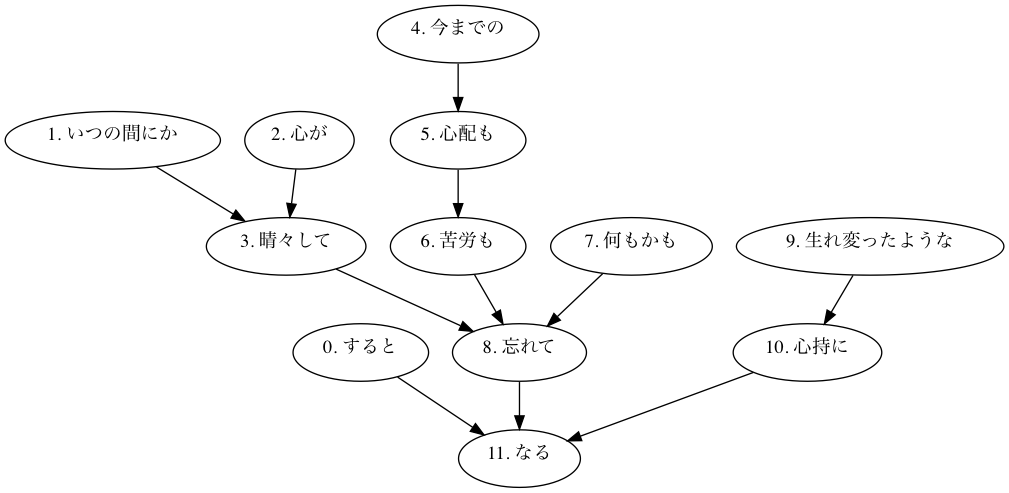 4. 今までの
1. いつの間にか
2. 心が
5. 心配も
3. 晴々して
6. 苦労も
7. 何もかも
9. 生れ変ったような
0. すると
8. 忘れて
10. 心持に
11. なる